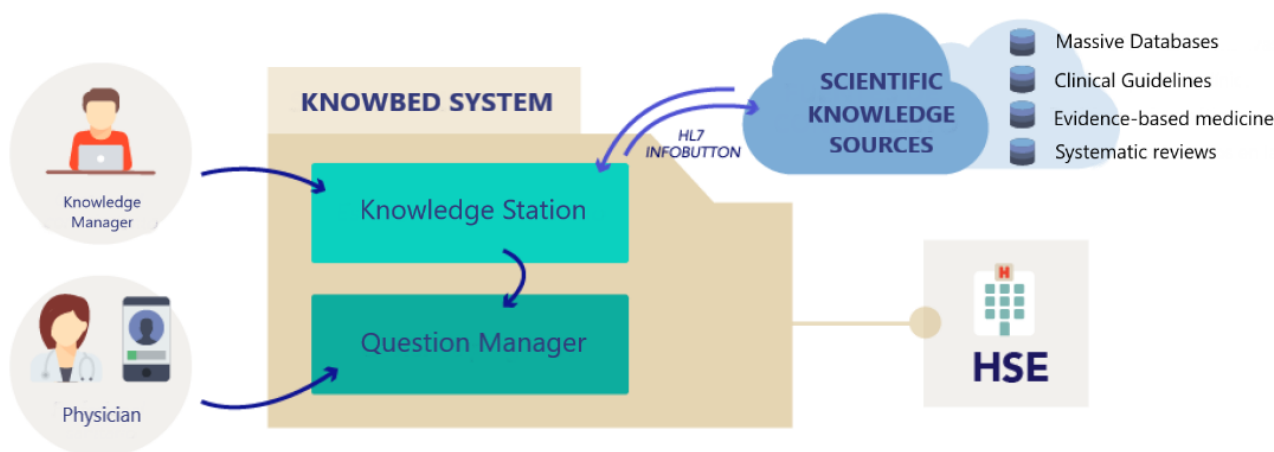 Knowledge
Manager
Physician
KNOWBED SYSTEM
Knowledge Station
Question Manager
HL7
INFOBUTTON
SCIENTIFIC
KNOWLEDGE
SOURCES
Massive Databases
Clinical Guidelines
Evidence-based medicine
Systematic reviews
H
HSE